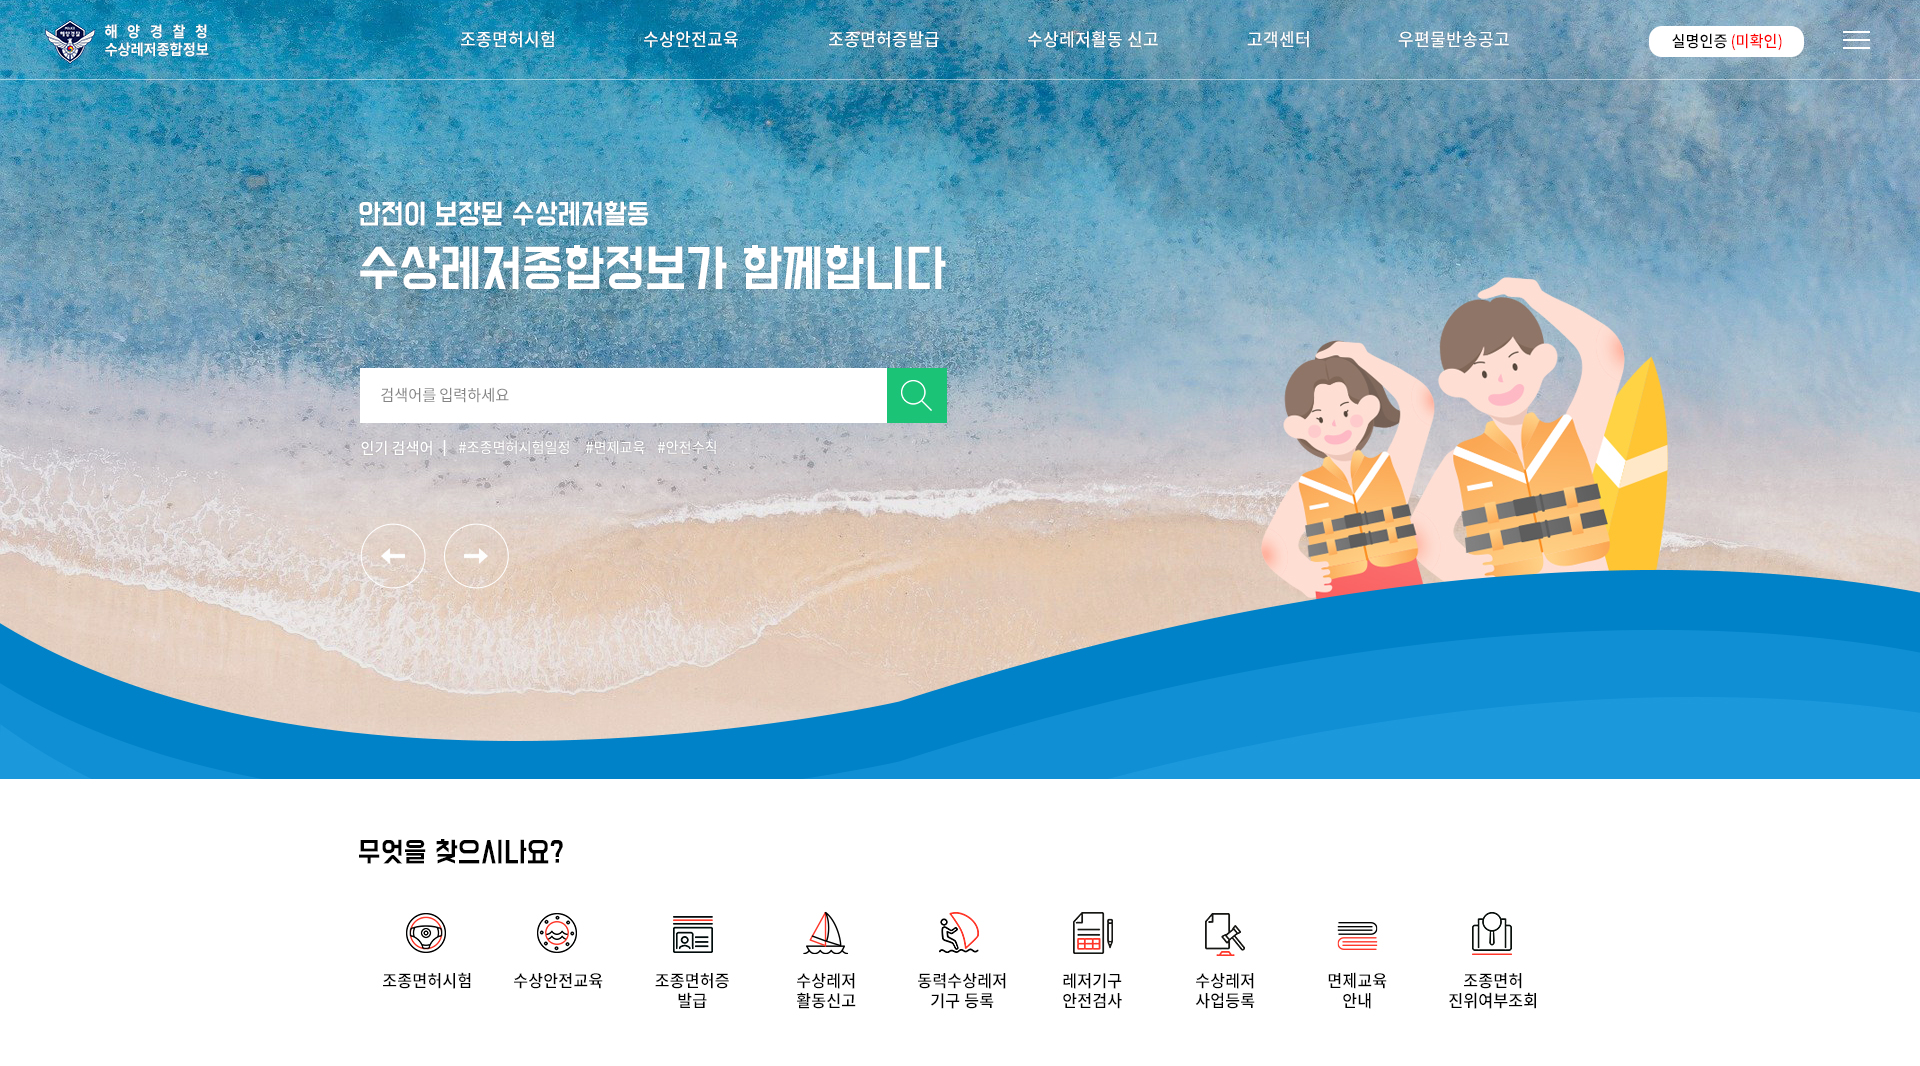 해양경찰청
수상레저종합정보
조종면허시험
수상안전교육
조종면허증발급
수상레저활동 신고
고객센터
우편물반송공고
실명인증 (미확인)
안전이 보장된 수상레저활동
수상레저종합정보가 함께합니다
검색어를 입력하세요
인기 검색어 | #조종면허시험일정 #면제교육 #안전수칙
무엇을 찾으시나요?
조종면허시험
수상안전교육
조종면허증
발급
수상레저
활동신고
동력수상레저
기구 등록
레저기구
안전검사
수상레저
사업등록
면제교육
안내
조종면허
진위여부조회